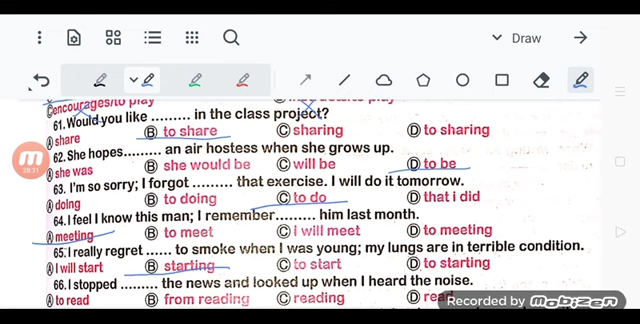 Draw
encourages/to play
61. Would you like ......... in the class project?
Ⓐ share Ⓑ to share Ⓒ sharing Ⓓ to sharing
62. She hopes......... an air hostess when she grows up.
Ⓐ she was Ⓑ she would be Ⓒ will be Ⓓ to be
63. I'm so sorry; I forgot ......... that exercise. I will do it tomorrow.
Ⓐ doing Ⓑ to doing Ⓒ to do Ⓓ that i did
64. I feel I know this man; I remember......... him last month.
Ⓐ meeting Ⓑ to meet Ⓒ i will meet Ⓓ to meeting
65. I really regret ...... to smoke when I was young; my lungs are in terrible condition.
Ⓐ I will start Ⓑ starting Ⓒ to start Ⓓ to starting
66. I stopped ......... the news and looked up when I heard the noise.
Ⓐ to read Ⓑ from reading Ⓒ reading Ⓓ read
28:31
Recorded by Mobizen